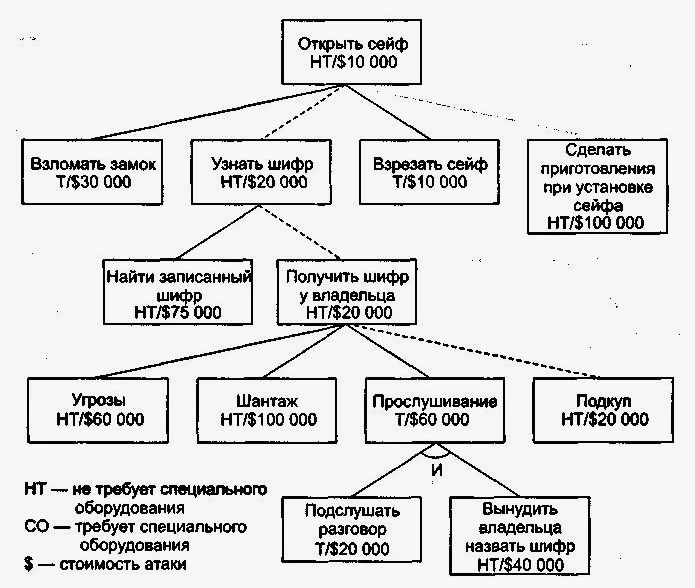 Открыть сейф
НТ/$10 000
Взломать замок
Т/$30 000
Узнать шифр
НТ/$20 000
Взрезать сейф
Т/$10 000
Сделать
приготовления
при установке
сейфа
НТ/$100 000
Найти записанный
шифр
НТ/$75 000
Получить шифр
у владельца
НТ/$20 000
Угрозы
НТ/$60 000
Шантаж
НТ/$100 000
Прослушивание
Т/$60 000
Подкуп
НТ/$20 000
И
Подслушать
разговор
Т/$20 000
Вынудить
владельца
назвать шифр
НТ/$40 000
НТ — не требует специального
оборудования
СО — требует специального
оборудования
$ — стоимость атаки